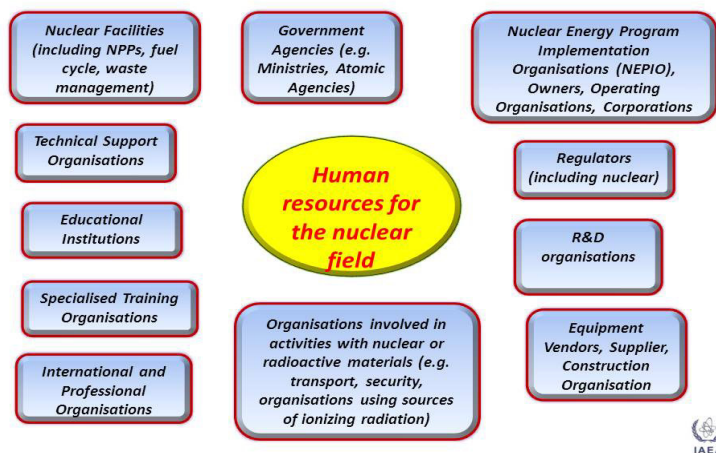 Nuclear Facilities
(including NPPs, fuel
cycle, waste
management)
Government
Agencies (e.g.
Ministries, Atomic
Agencies)
Nuclear Energy Program
Implementation
Organisations (NEPIO),
Owners, Operating
Organisations, Corporations
Technical Support
Organisations
Educational
Institutions
Specialised Training
Organisations
International and
Professional
Organisations
Human
resources for
the nuclear
field
Organisations involved in
activities with nuclear or
radioactive materials (e.g.
transport, security,
organisations using sources
of ionizing radiation)
Regulators
(including nuclear)
R&D
organisations
Equipment
Vendors, Supplier,
Construction
Organisation
IAEA